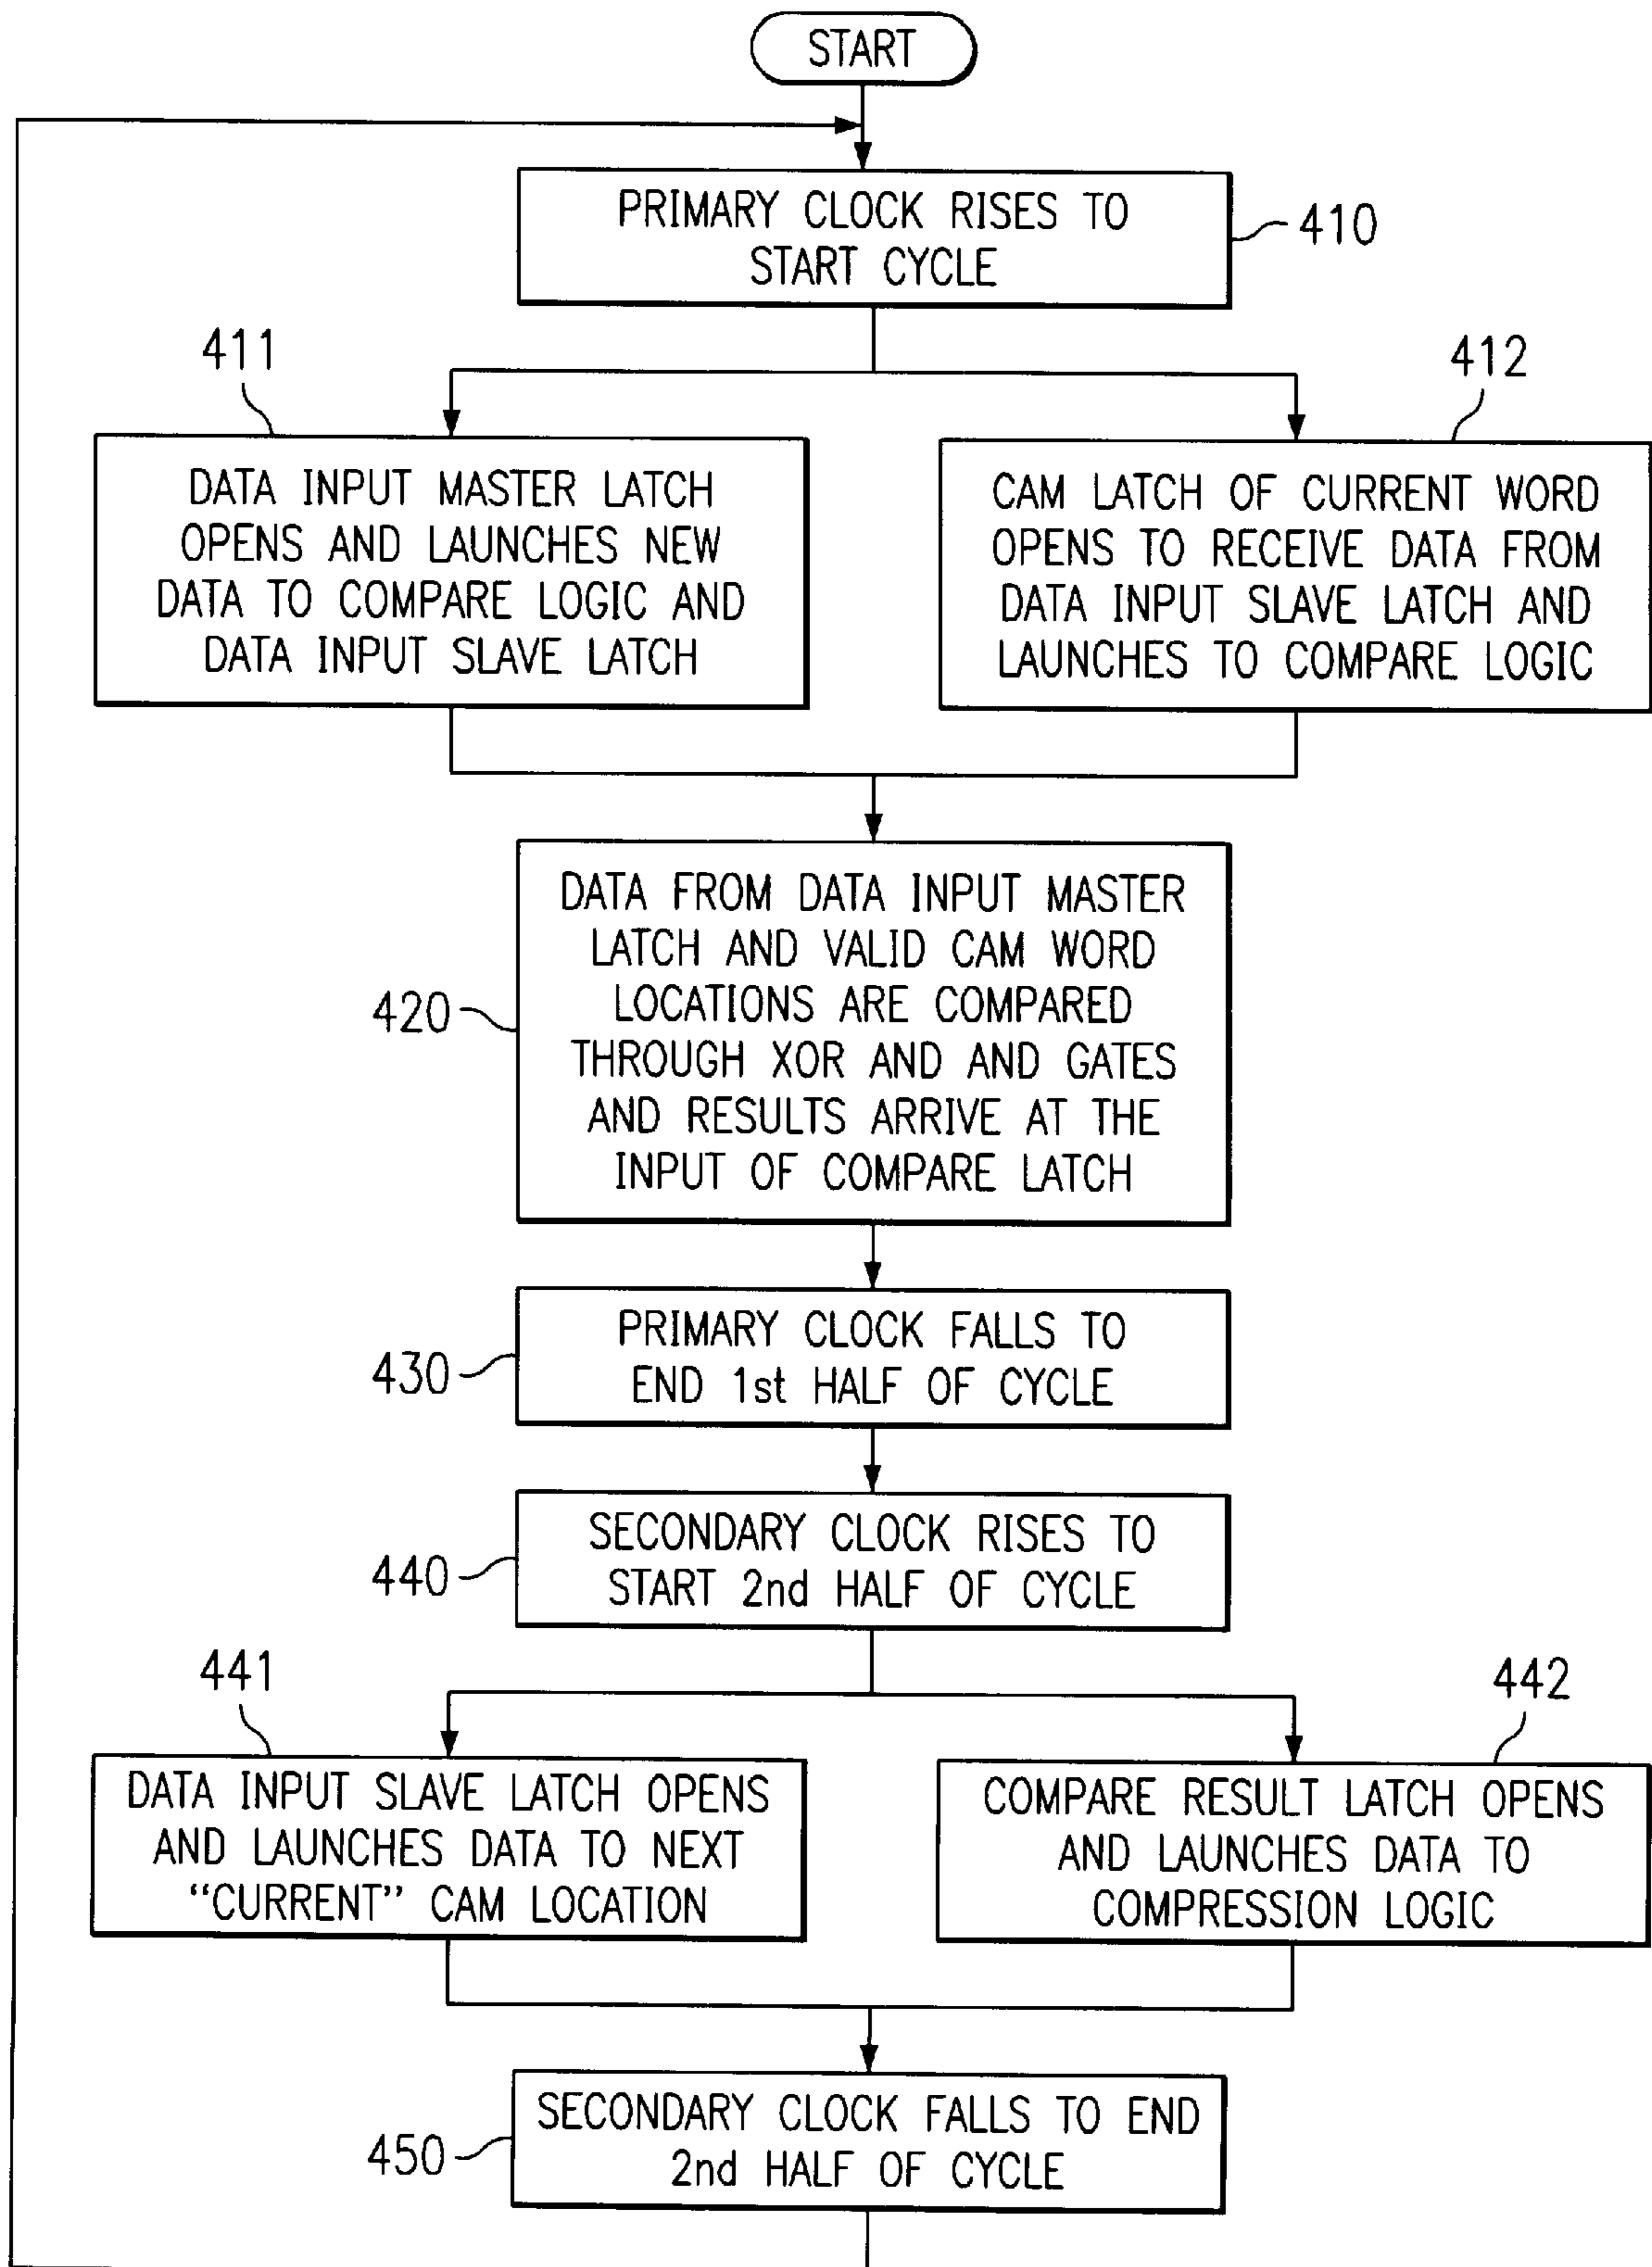 START
PRIMARY CLOCK RISES TO
START CYCLE
410
411
412
DATA INPUT MASTER LATCH
OPENS AND LAUNCHES NEW
DATA TO COMPARE LOGIC AND
DATA INPUT SLAVE LATCH
CAM LATCH OF CURRENT WORD
OPENS TO RECEIVE DATA FROM
DATA INPUT SLAVE LATCH AND
LAUNCHES TO COMPARE LOGIC
420
DATA FROM DATA INPUT MASTER
LATCH AND VALID CAM WORD
LOCATIONS ARE COMPARED
THROUGH XOR AND AND GATES
AND RESULTS ARRIVE AT THE
INPUT OF COMPARE LATCH
430
PRIMARY CLOCK FALLS TO
END 1st HALF OF CYCLE
440
SECONDARY CLOCK RISES TO
START 2nd HALF OF CYCLE
441
442
DATA INPUT SLAVE LATCH OPENS
AND LAUNCHES DATA TO NEXT
“CURRENT” CAM LOCATION
COMPARE RESULT LATCH OPENS
AND LAUNCHES DATA TO
COMPRESSION LOGIC
450
SECONDARY CLOCK FALLS TO END
2nd HALF OF CYCLE